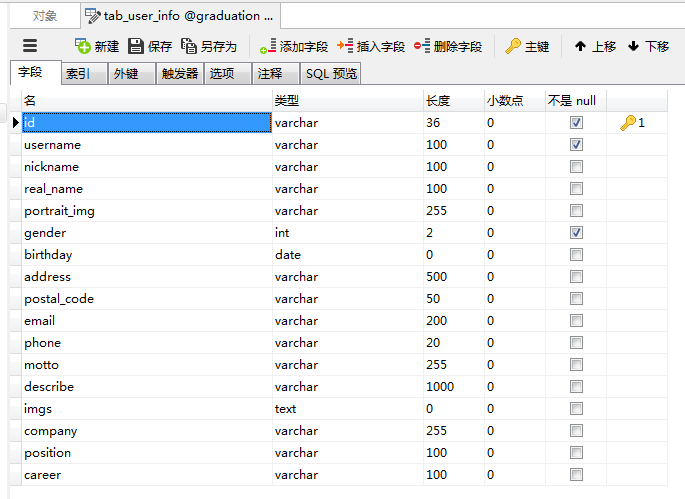 对象 tab_user_info @graduation ...
新建 保存 另存为 添加字段 插入字段 删除字段 主键 上移 下移
字段 索引 外键 触发器 选项 注释 SQL 预览
名 类型 长度 小数点 不是 null
id varchar 36 0 1
username varchar 100 0
nickname varchar 100 0
real_name varchar 100 0
portrait_img varchar 255 0
gender int 2 0
birthday date 0 0
address varchar 500 0
postal_code varchar 50 0
email varchar 200 0
phone varchar 20 0
motto varchar 255 0
describe varchar 1000 0
imgs text 0 0
company varchar 255 0
position varchar 100 0
career varchar 100 0